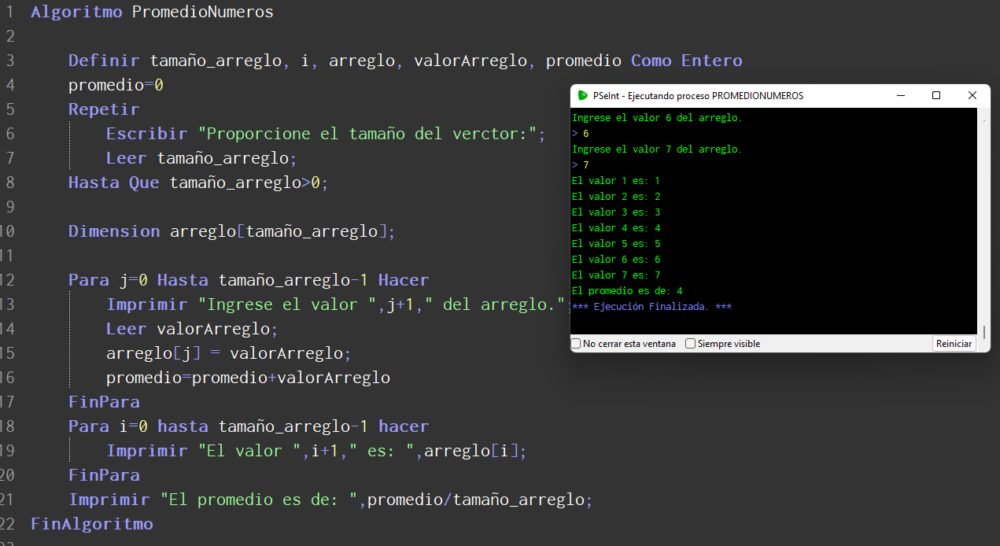 1 Algoritmo PromedioNumeros
2
3 Definir tamaño_arreglo, i, arreglo, valorArreglo, promedio Como Entero
4 promedio=0
5 Repetir
6 Escribir "Proporcione el tamaño del verctor:";
7 Leer tamaño_arreglo;
8 Hasta Que tamaño_arreglo>0;
9
10 Dimension arreglo[tamaño_arreglo];
11
12 Para j=0 Hasta tamaño_arreglo-1 Hacer
13 Imprimir "Ingrese el valor ",j+1," del arreglo.";
14 Leer valorArreglo;
15 arreglo[j] = valorArreglo;
16 promedio=promedio+valorArreglo
17 FinPara
18 Para i=0 hasta tamaño_arreglo-1 hacer
19 Imprimir "El valor ",i+1," es: ",arreglo[i];
20 FinPara
21 Imprimir "El promedio es de: ",promedio/tamaño_arreglo;
22 FinAlgoritmo
PSeInt - Ejecutando proceso PROMEDIONUMEROS
Ingrese el valor 6 del arreglo.
> 6
Ingrese el valor 7 del arreglo.
> 7
El valor 1 es: 1
El valor 2 es: 2
El valor 3 es: 3
El valor 4 es: 4
El valor 5 es: 5
El valor 6 es: 6
El valor 7 es: 7
El promedio es de: 4
*** Ejecución Finalizada. ***
No cerrar esta ventana Siempre visible Reiniciar